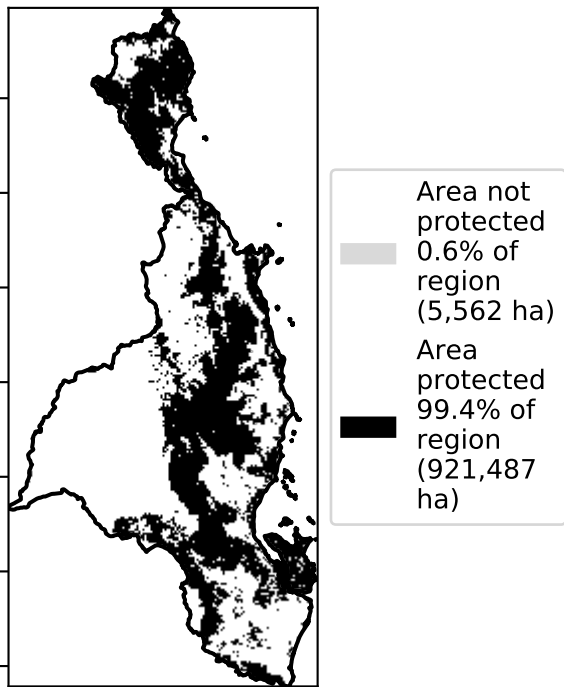 Area not
protected
0.6% of
region
(5,562 ha)
Area
protected
99.4% of
region
(921,487
ha)